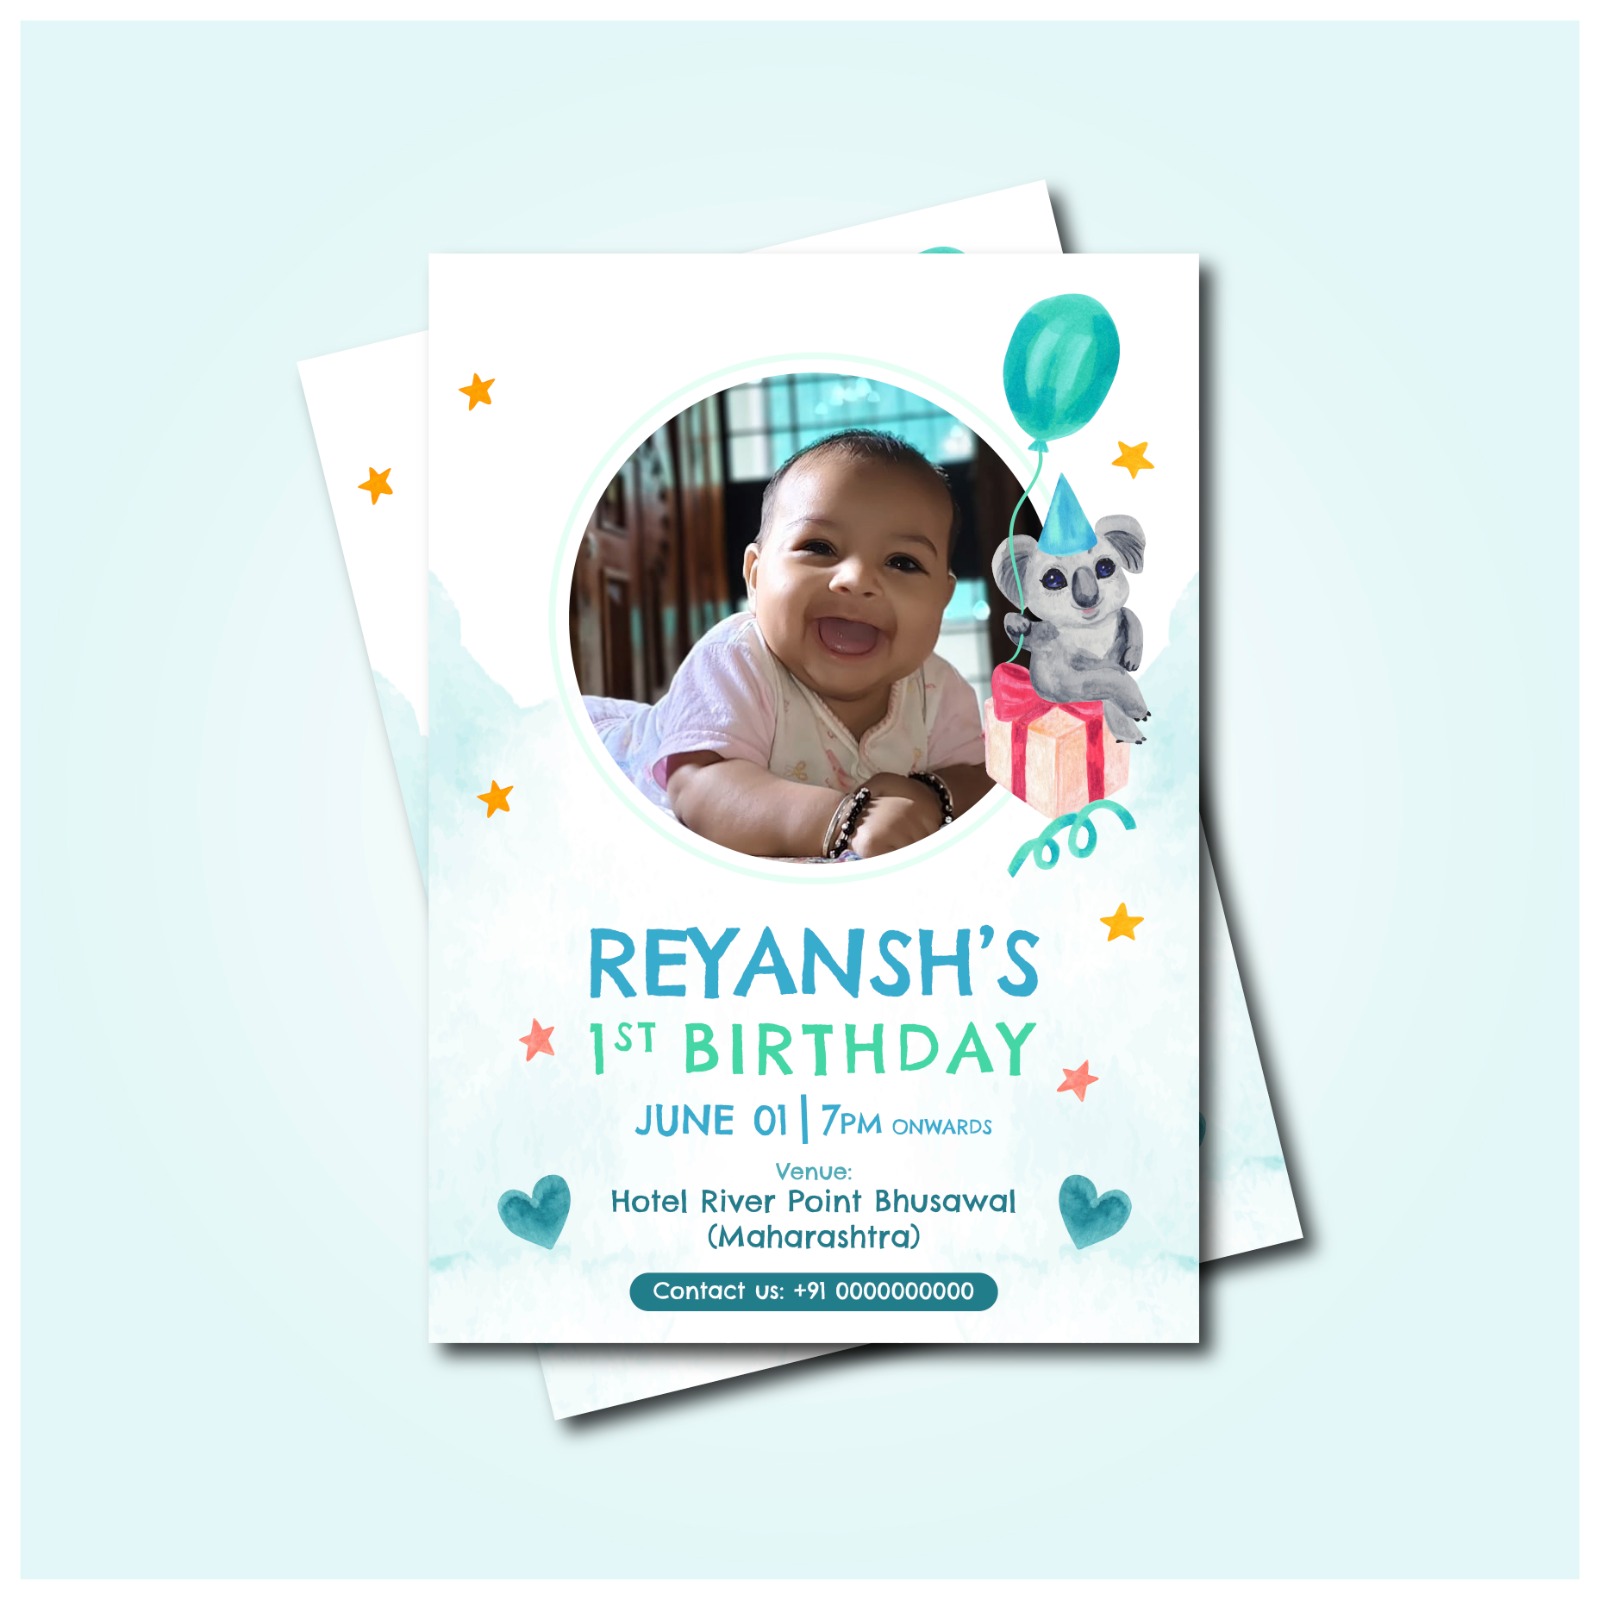 REYANSH'S
1ST BIRTHDAY
JUNE 01 | 7PM ONWARDS
Venue:
Hotel River Point Bhusawal
(Maharashtra)
Contact us: +91 0000000000